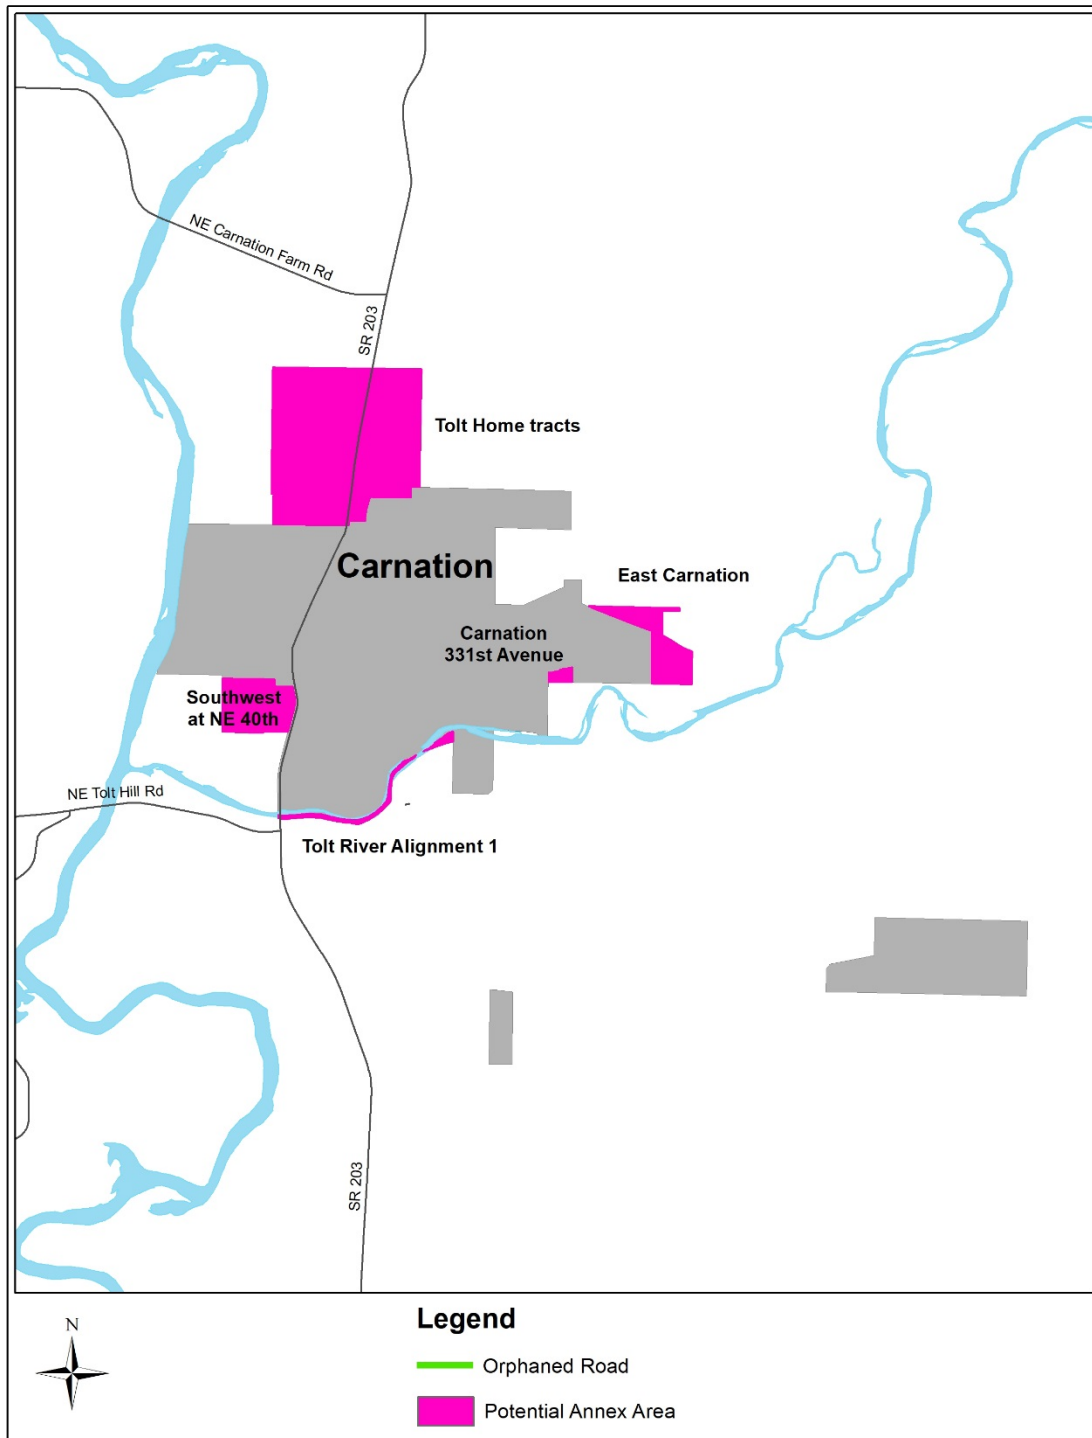 NE Carnation Farm Rd
SR 203
Tolt Home tracts
Carnation
East Carnation
Carnation
331st Avenue
Southwest
at NE 40th
NE Tolt Hill Rd
Tolt River Alignment 1
SR 203
N
Legend
Orphaned Road
Potential Annex Area